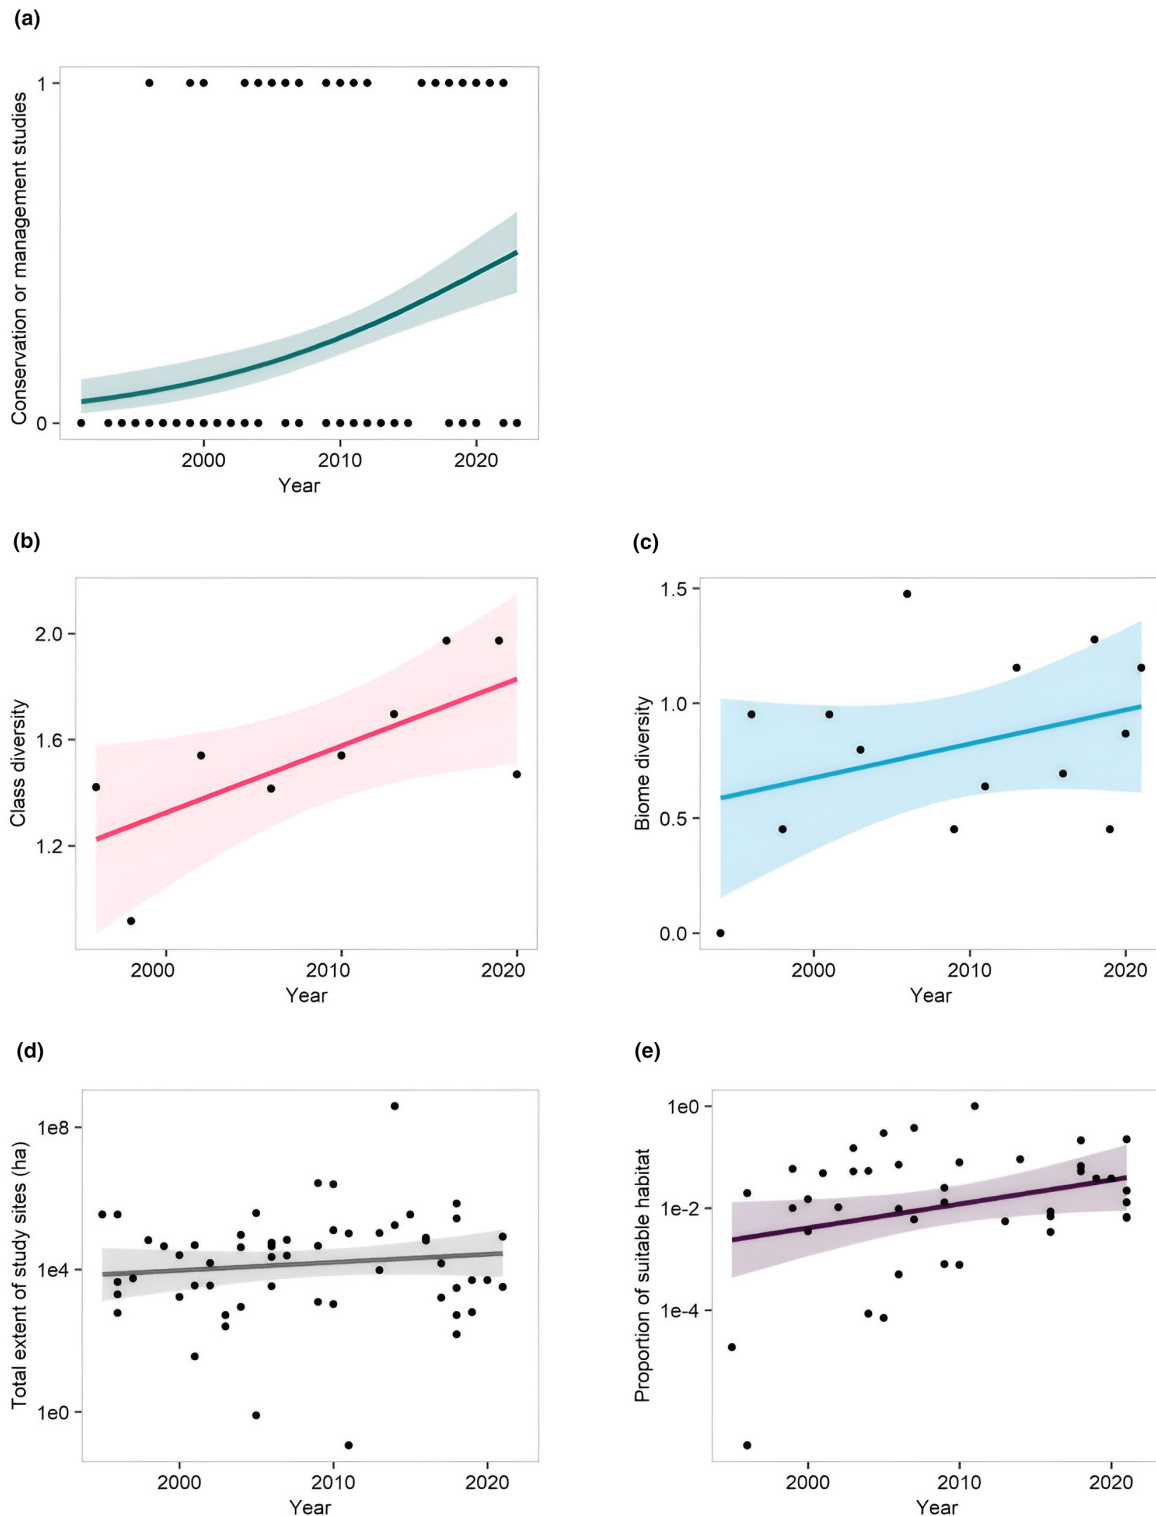 (a)
Conservation or management studies
1
0
2000 2010 2020
Year
(b)
Class diversity
2.0
1.6
1.2
2000 2010 2020
Year
(c)
Biome diversity
1.5
1.0
0.5
0.0
2000 2010 2020
Year
(d)
Total extent of study sites (ha)
1e8
1e4
1e0
2000 2010 2020
Year
(e)
Proportion of suitable habitat
1e0
1e-2
1e-4
2000 2010 2020
Year